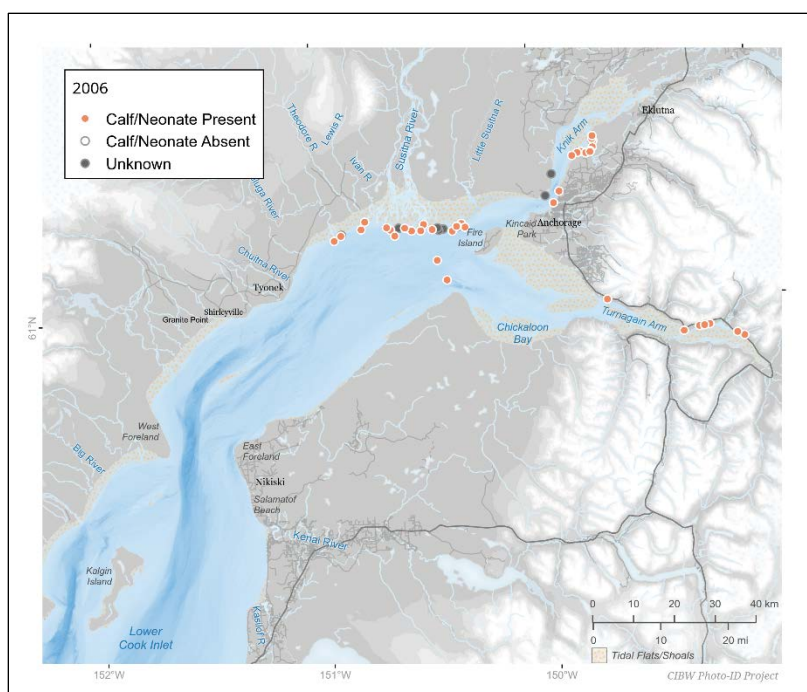 2006
Calf/Neonate Present
Calf/Neonate Absent
Unknown
Theodore R
Lewis R
Ivan R
Susitna River
Little Susitna R
Knik Arm
Eklutna
Kincaid
Park
Anchorage
Fire
Island
Chuitna River
Tyonek
Shirleyville
Granite Point
61°N
Turnagain Arm
Chickaloon
Bay
West
Foreland
East
Foreland
Big River
Nikiski
Salamatof
Beach
Kenai River
Kalgin
Island
Kasilof R
Lower
Cook Inlet
0 10 20 30 40 km
0 10 20 mi
Tidal Flats/Shoals
152°W
151°W
150°W
CIBW Photo-ID Project